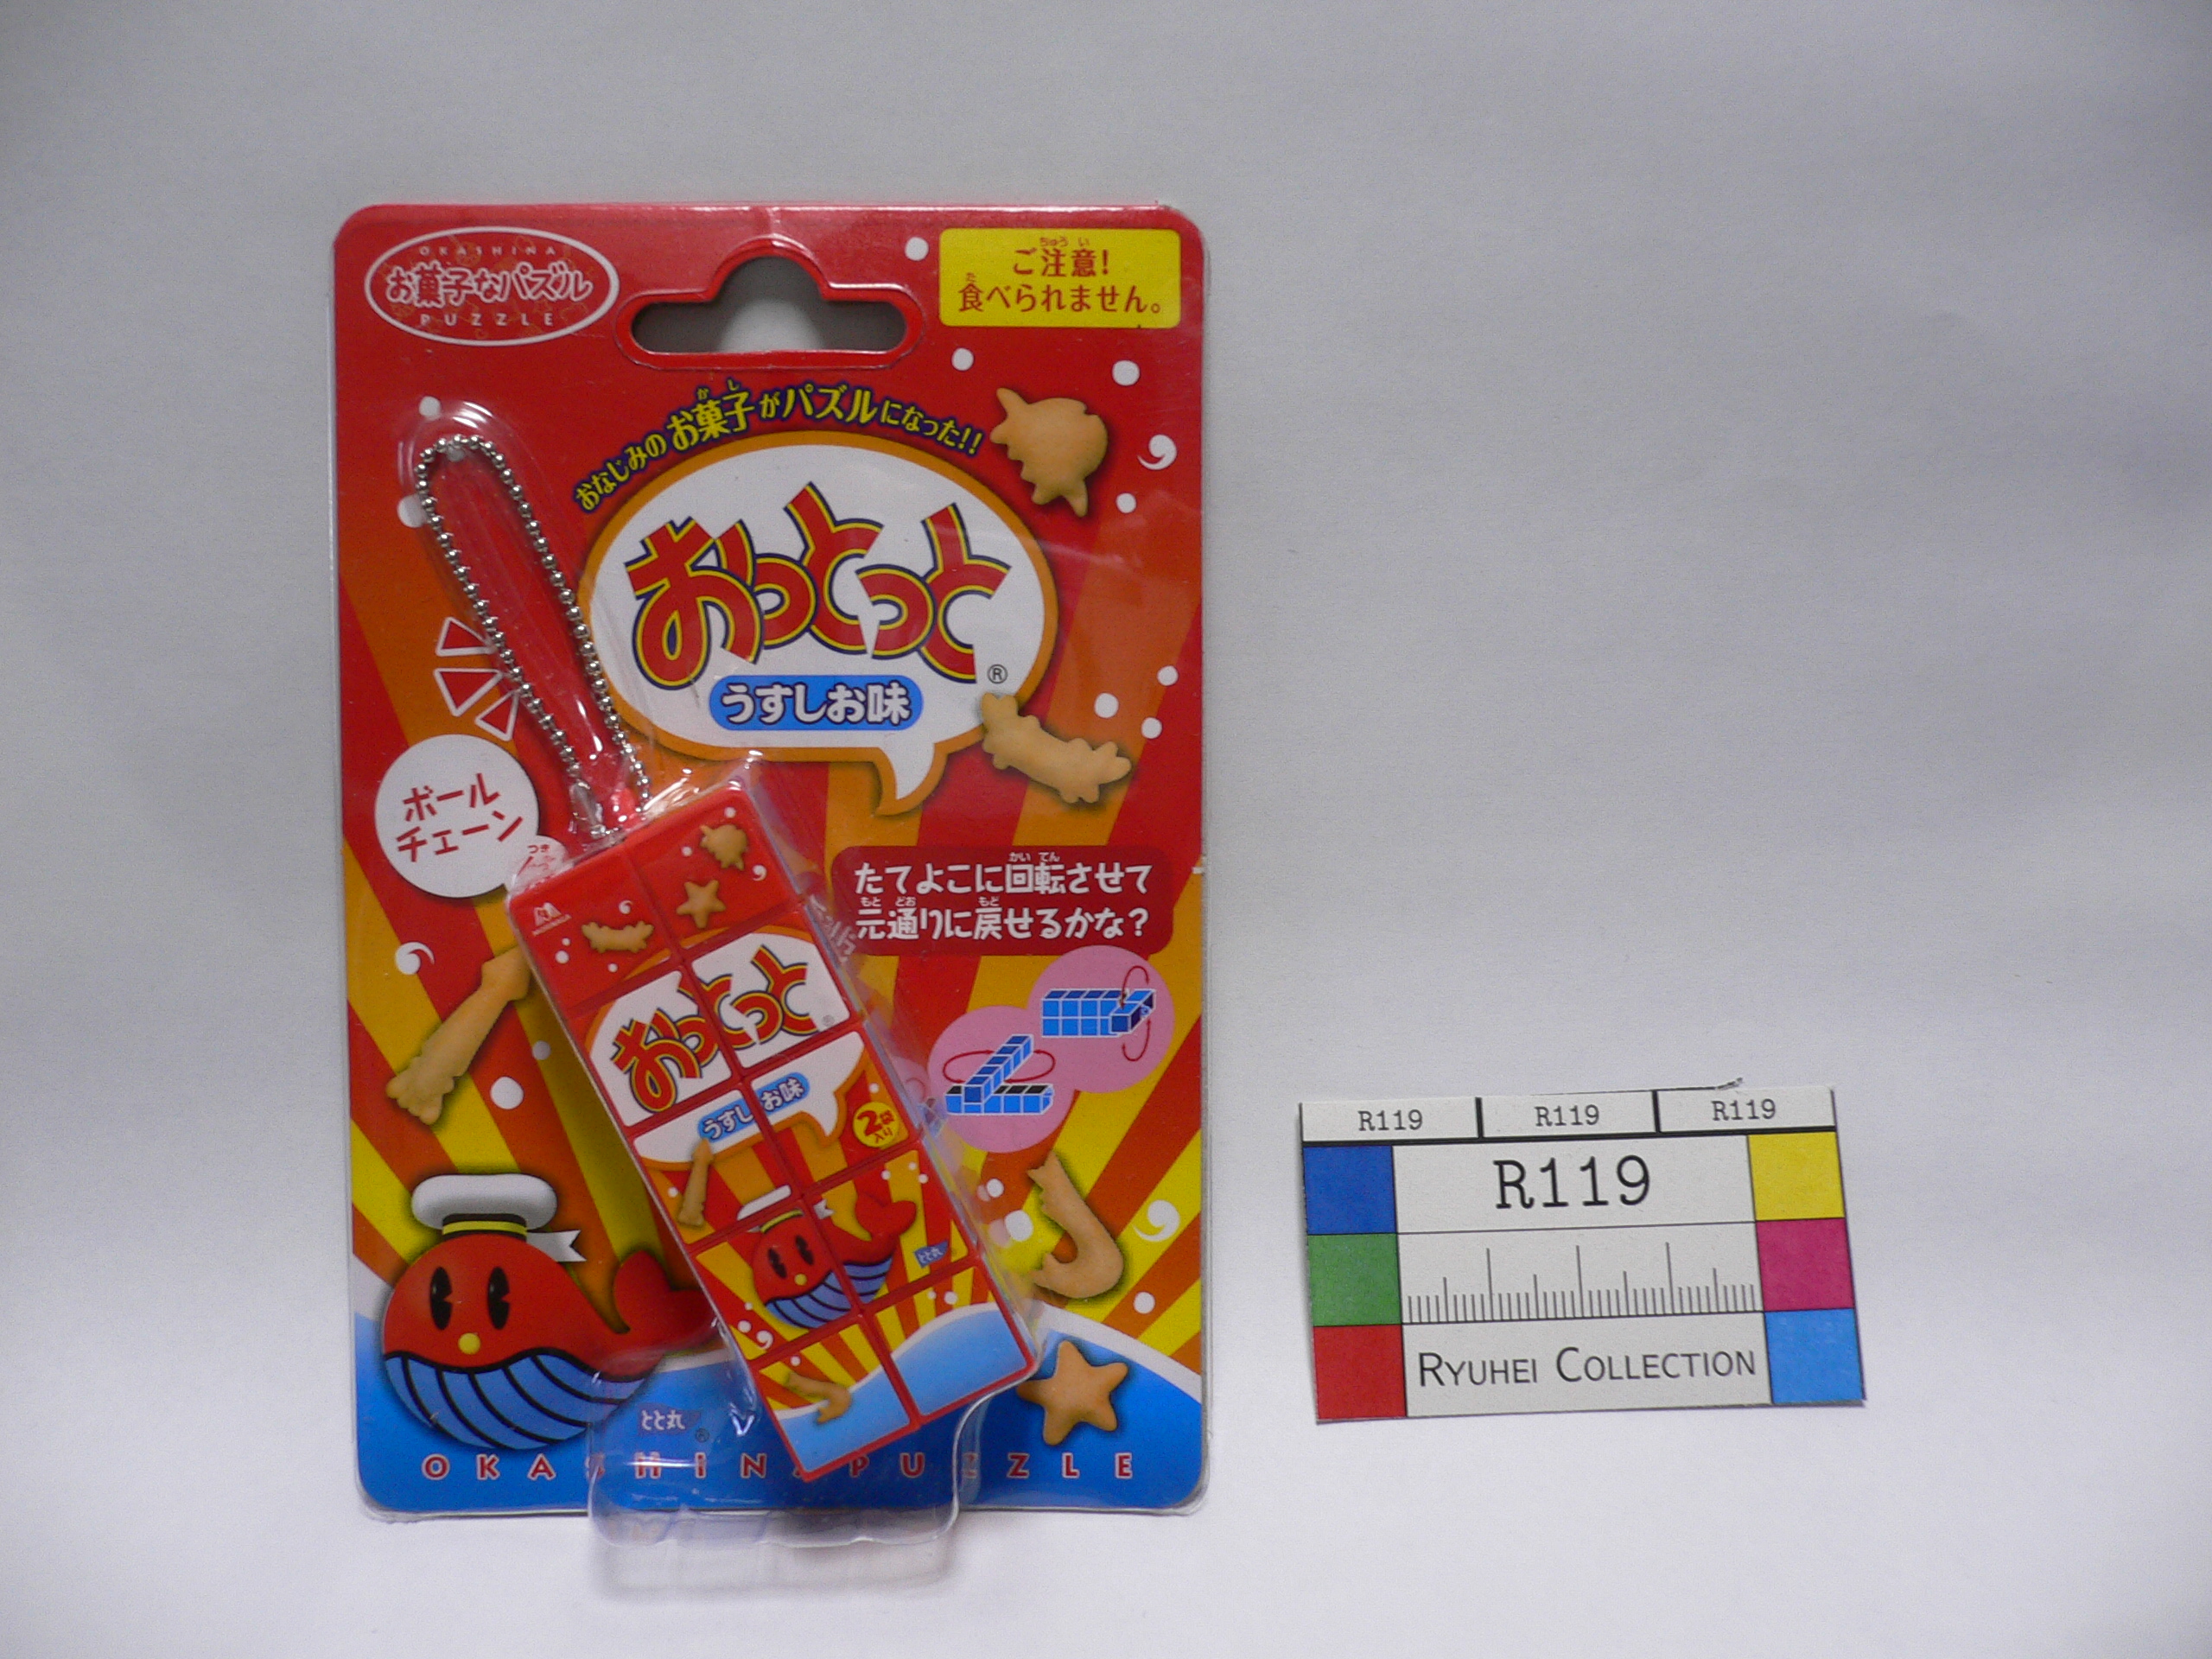 OKASHINA
お菓子なパズル
PUZZLE
ご注意!
食べられません。
おなじみのお菓子がパズルになった!!
おっとっと
®
うすしお味
ボール
チェーン
つき
たてよこに回転させて
元通りに戻せるかな?
おっとっと
うすしお味
2袋
入り
とと丸
とと丸®
OKASHINA PUZZLE
R119
R119
R119
R119
RYUHEI COLLECTION